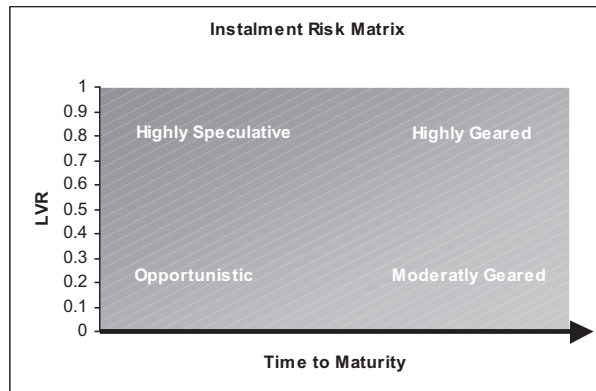 Instalment Risk Matrix
1
0.9
0.8
0.7
0.6
0.5
0.4
0.3
0.2
0.1
0
LVR
Highly Speculative
Highly Geared
Opportunistic
Moderatly Geared
Time to Maturity